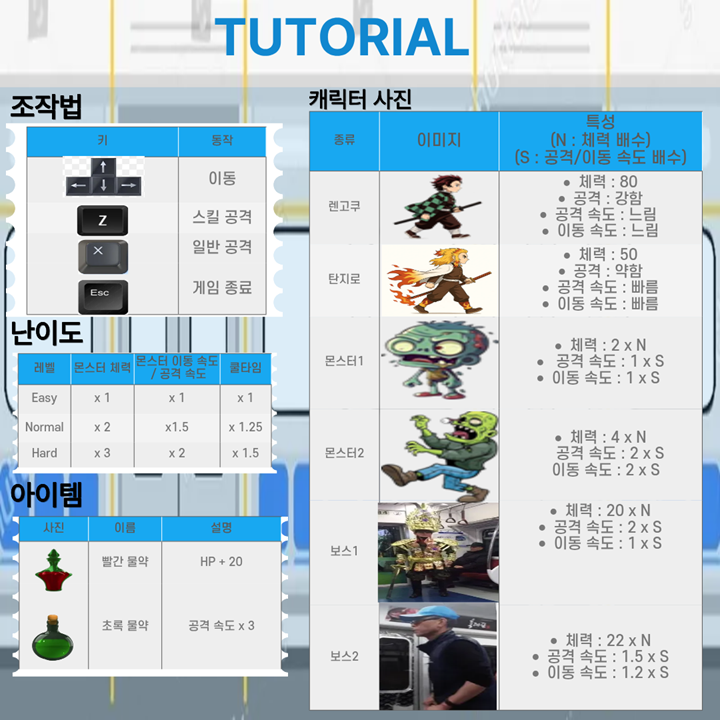 TUTORIAL
조작법
키 동작
이동
Z 스킬 공격
X 일반 공격
Esc 게임 종료
난이도
레벨 몬스터 체력 몬스터 이동 속도 / 공격 속도 쿨타임
Easy x 1 x 1 x 1
Normal x 2 x1.5 x 1.25
Hard x 3 x 2 x 1.5
아이템
사진 이름 설명
빨간 물약 HP + 20
초록 물약 공격 속도 x 3
캐릭터 사진
종류 이미지 특성
(N : 체력 배수)
(S : 공격/이동 속도 배수)
렌고쿠
• 체력 : 80
• 공격 : 강함
• 공격 속도 : 느림
• 이동 속도 : 느림
탄지로
• 체력 : 50
• 공격 : 약함
• 공격 속도 : 빠름
• 이동 속도 : 빠름
몬스터1
• 체력 : 2 x N
• 공격 속도 : 1 x S
• 이동 속도 : 1 x S
몬스터2
• 체력 : 4 x N
공격 속도 : 2 x S
이동 속도 : 2 x S
보스1
• 체력 : 20 x N
• 공격 속도 : 2 x S
• 이동 속도 : 1 x S
보스2
• 체력 : 22 x N
• 공격 속도 : 1.5 x S
• 이동 속도 : 1.2 x S